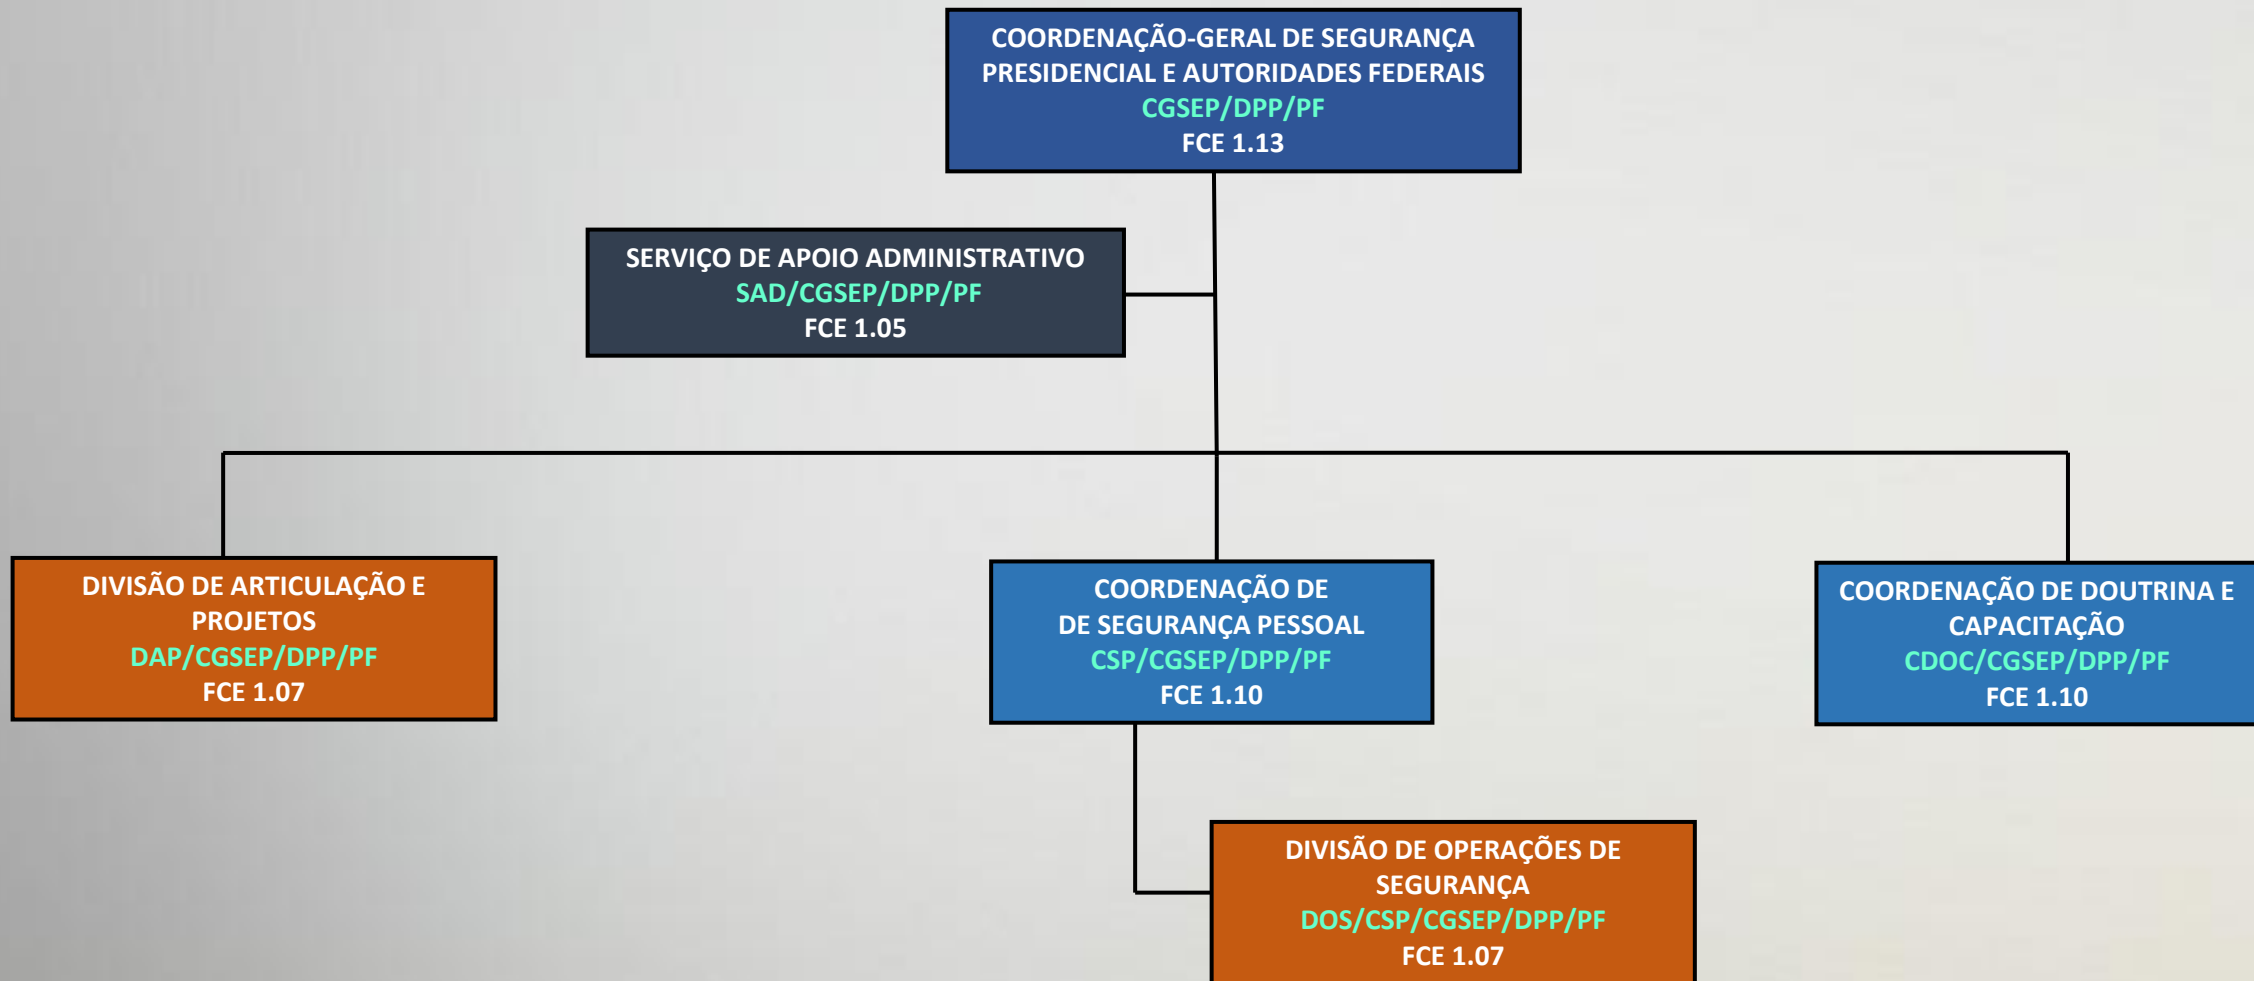 COORDENAÇÃO-GERAL DE SEGURANÇA
PRESIDENCIAL E AUTORIDADES FEDERAIS
CGSEP/DPP/PF
FCE 1.13
SERVIÇO DE APOIO ADMINISTRATIVO
SAD/CGSEP/DPP/PF
FCE 1.05
DIVISÃO DE ARTICULAÇÃO E
PROJETOS
DAP/CGSEP/DPP/PF
FCE 1.07
COORDENAÇÃO DE
DE SEGURANÇA PESSOAL
CSP/CGSEP/DPP/PF
FCE 1.10
COORDENAÇÃO DE DOUTRINA E
CAPACITAÇÃO
CDOC/CGSEP/DPP/PF
FCE 1.10
DIVISÃO DE OPERAÇÕES DE
SEGURANÇA
DOS/CSP/CGSEP/DPP/PF
FCE 1.07